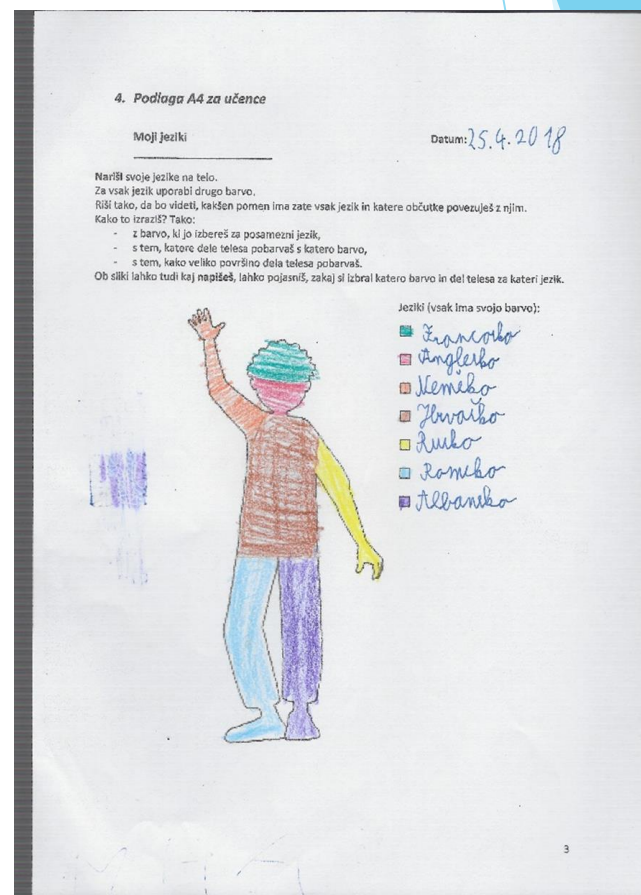 4. Podlaga A4 za učence
Moji jeziki
Datum: 25.4.2018
Nariši svoje jezike na telo.
Za vsak jezik uporabi drugo barvo.
Riši tako, da bo videti, kakšen pomen ima zate vsak jezik in katere občutke povezuješ z njim.
Kako to izraziš? Tako:
- z barvo, ki jo izbereš za posamezni jezik,
- s tem, katere dele telesa pobarvaš s katero barvo,
- s tem, kako veliko površino dela telesa pobarvaš.
Ob sliki lahko tudi kaj napišeš, lahko pojasniš, zakaj si izbral katero barvo in del telesa za kateri jezik.
Jeziki (vsak ima svojo barvo):
Francosko
Anglesko
Nemško
Hrvaško
Rusko
Romsko
Albansko
3